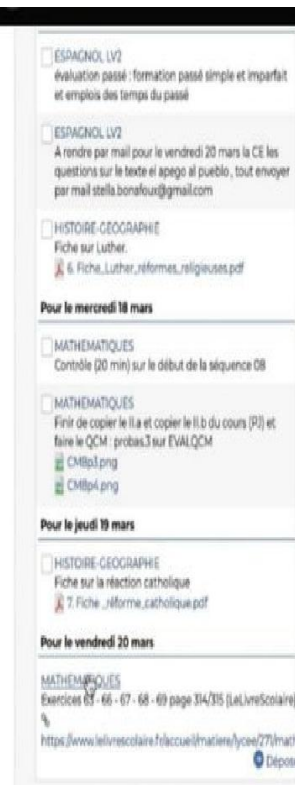 ESPAGNOL LV2
évaluation passé : formation passé simple et imparfait
et emplois des temps du passé
ESPAGNOL LV2
A rendre par mail pour le vendredi 20 mars la CE les
questions sur le texte el apego al pueblo, tout envoyer
par mail stella.bonafoux@gmail.com
HISTOIRE-GEOGRAPHIE
Fiche sur Luther.
6. Fiche_Luther_réformes_religieuses.pdf
Pour le mercredi 18 mars
MATHEMATIQUES
Contrôle (20 min) sur le début de la séquence 08
MATHEMATIQUES
Finir de copier le II.a et copier le II.b du cours (PJ) et
faire le QCM : probas3 sur EVALQCM
CM8p3.png
CM8p4.png
Pour le jeudi 19 mars
HISTOIRE-GEOGRAPHIE
Fiche sur la réaction catholique
7. Fiche _réforme_catholique.pdf
Pour le vendredi 20 mars
MATHEMATIQUES
Exercices 63 - 66 - 67 - 68 - 69 page 314/315 (LeLivreScolaire)
https://www.lelivrescolaire.fr/accueil/matiere/lycee/27/math
Dépos